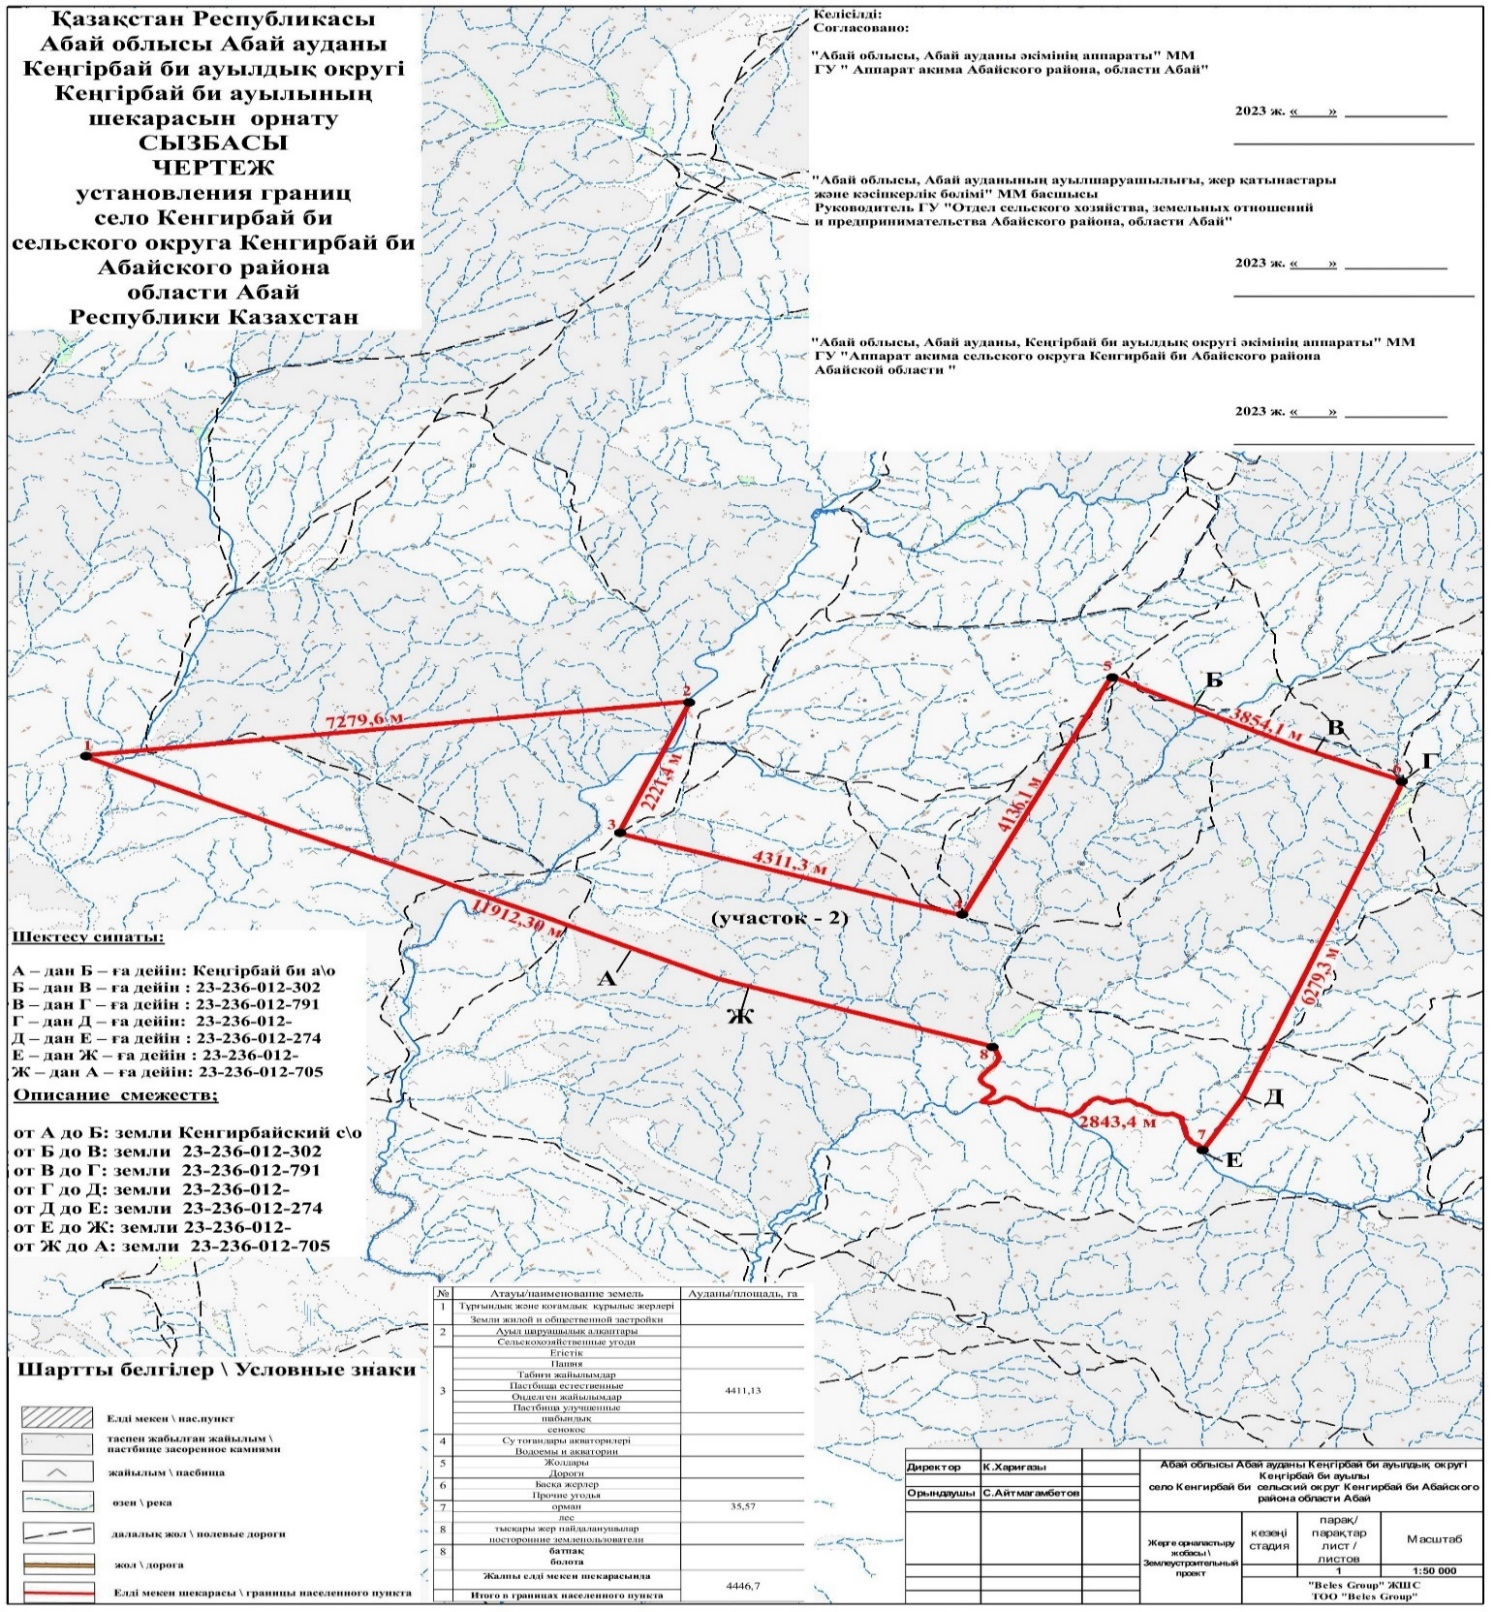 Қазақстан Республикасы
Абай облысы Абай ауданы
Кеңгірбай би ауылдық округі
Кеңгірбай би ауылының
шекарасын орнату
СЫЗБАСЫ
ЧЕРТЕЖ
установления границ
село Кенгирбай би
сельского округа Кенгирбай би
Абайского района
области Абай
Республики Казахстан
Келісілді:
Согласовано:
"Абай облысы, Абай ауданы әкімінің аппараты" ММ
ГУ " Аппарат акима Абайского района, области Абай"
2023 ж. «___» ____________
"Абай облысы, Абай ауданының ауылшаруашылығы, жер қатынастары
және кәсіпкерлік бөлімі" ММ басшысы
Руководитель ГУ "Отдел сельского хозяйства, земельных отношений
и предпринимательства Абайского района, области Абай"
2023 ж. «___» ____________
"Абай облысы, Абай ауданы, Кеңгірбай би ауылдық округі әкімінің аппараты" ММ
ГУ "Аппарат акима сельского округа Кенгирбай би Абайского района
Абайской области "
2023 ж. «___» ____________
5
Б
2
7279,6 м
3854,1 м
В
1
Г
6
2221,4 м
4136,1 м
3
4311,3 м
4
11912,30 м
(участок - 2)
6279,3 м
А
Ж
8
Д
2843,4 м
7
Е
Шектесу сипаты:
А – дан Б – ға дейін: Кеңгірбай би а\о
Б – дан В – ға дейін : 23-236-012-302
В – дан Г – ға дейін : 23-236-012-791
Г – дан Д – ға дейін: 23-236-012-
Д – дан Е – ға дейін : 23-236-012-274
Е – дан Ж – ға дейін : 23-236-012-
Ж – дан А – ға дейін: 23-236-012-705
Описание смежеств;
от А до Б: земли Кенгирбайский с\о
от Б до В: земли 23-236-012-302
от В до Г: земли 23-236-012-791
от Г до Д: земли 23-236-012-
от Д до Е: земли 23-236-012-274
от Е до Ж: земли 23-236-012-
от Ж до А: земли 23-236-012-705
Шартты белгілер \ Условные знаки
Елді мекен \ нас.пункт
таспен жабылған жайылым \
пастбище засоренное камнями
жайылым \ пасбища
өзен \ река
далалық жол \ полевые дороги
жол \ дорога
Елді мекен шекарасы \ границы населенного пункта
№ Атауы/наименование земель Ауданы/площадь, га
1 Тұрғындық және қоғамдық құрылыс жерлері
Земли жилой и общественной застройки
2 Ауыл шаруашылық алқаптары
Сельскохозяйственные угоди
Егістік
Пашня
Табиғи жайылымдар
Пастбища естественные
3 4411,13
Өңделген жайылымдар
Пастбища улучшенные
шабындық
сенокос
4 Су тоғандары акваторилері
Водоемы и акватории
5 Жолдары
Дороги
6 Басқа жерлер
Прочие угодья
7 орман 35,57
лес
8 тысқары жер пайдаланушылар
посторонние землепользователи
8 батпақ
болота
Жалпы елді мекен шекарасында
4446,7
Итого в границах населенного пункта
Директор К.Харигазы
Орындаушы С.Айтмагамбетов
Абай облысы Абай ауданы Кеңгірбай би ауылдық округі
Кеңгірбай би ауылы
село Кенгирбай би сельский округ Кенгирбай би Абайского
района области Абай
Жерге орналастыру
жобасы \
Землеустроительный
проект
кезеңі
стадия
парақ/
парақтар
лист /
листов
Масштаб
1 1:50 000
"Beles Group" ЖШС
ТОО "Beles Group"